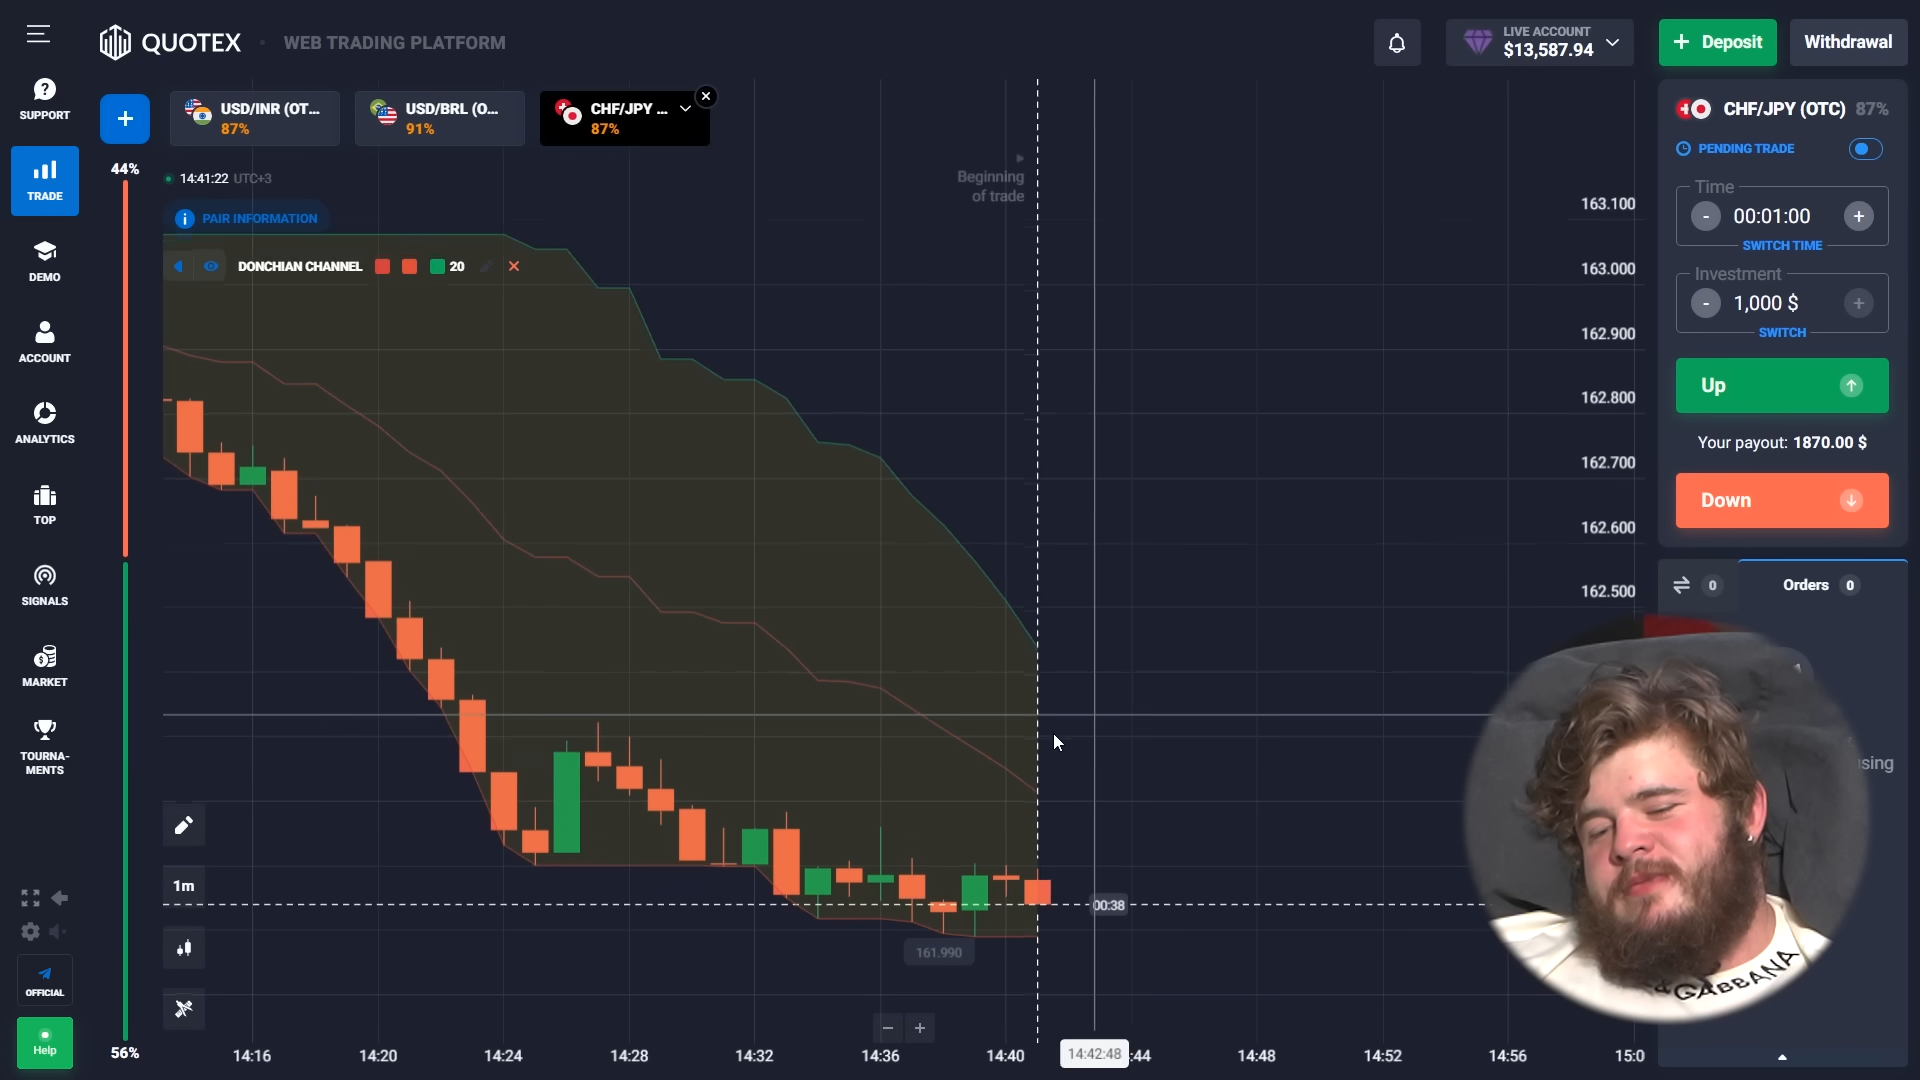 QUOTEX
WEB TRADING PLATFORM
LIVE ACCOUNT
$13,587.94
+ Deposit
Withdrawal
SUPPORT
TRADE
DEMO
ACCOUNT
ANALYTICS
TOP
SIGNALS
MARKET
TOURNA-
MENTS
OFFICIAL
Help
+
USD/INR (OT...
87%
USD/BRL (O...
91%
CHF/JPY ...
87%
44%
56%
14:41:22 UTC+3
PAIR INFORMATION
DONCHIAN CHANNEL 20
Beginning
of trade
163.100
163.000
162.900
162.800
162.700
162.600
162.500
00:38
161.990
1m
14:16
14:20
14:24
14:28
14:32
14:36
14:40
14:42:48
:44
14:48
14:52
14:56
15:0
CHF/JPY (OTC) 87%
PENDING TRADE
Time
- 00:01:00 +
SWITCH TIME
Investment
- 1,000 $ +
SWITCH
Up
Your payout: 1870.00 $
Down
0
Orders 0
sing
GABBANA